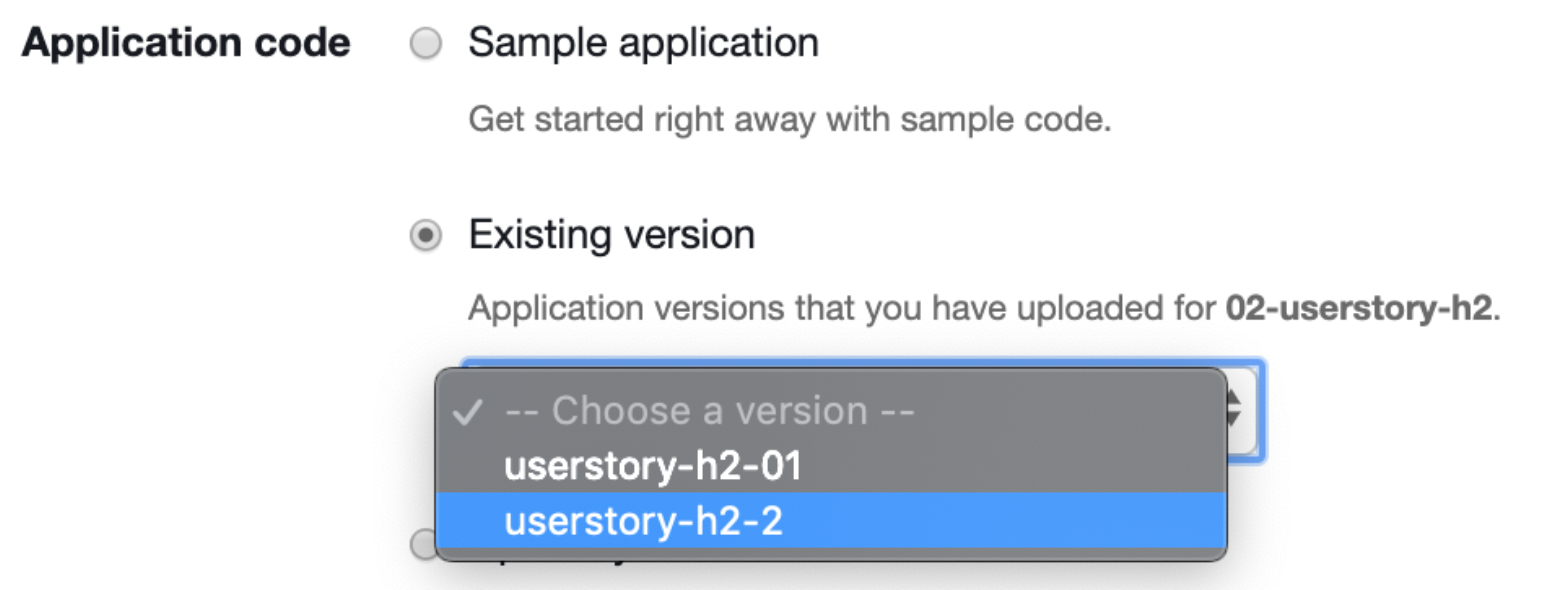 Application code
Sample application
Get started right away with sample code.
Existing version
Application versions that you have uploaded for 02-userstory-h2.
-- Choose a version --
userstory-h2-01
userstory-h2-2